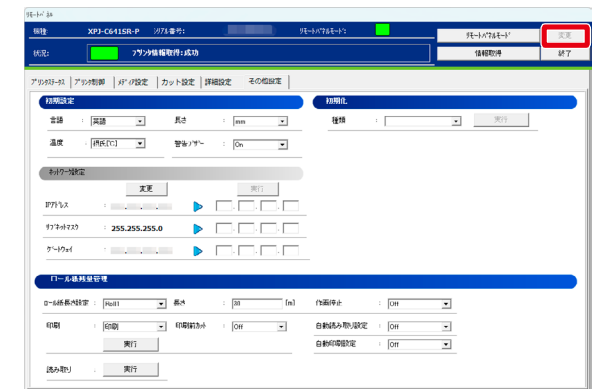 リモートパネル
機種: XPJ-C641SR-P シリアル番号: リモートパネルモード: リモートパネルモード 変更
状況: プリンタ情報取得:成功 情報取得 終了
プリンタステータス プリンタ制御 メディア設定 カット設定 詳細設定 その他設定
初期設定 初期化
言語 : 英語 長さ : mm 種類 : 実行
温度 : 摂氏[℃] 警告ブザー : On
ネットワーク設定
変更 実行
IPアドレス :
サブネットマスク : 255.255.255.0
ゲートウェイ :
ロール紙残量管理
ロール紙長さ設定 : Roll1 長さ : 30 [m] 作画停止 : Off
印刷 : 印刷 印刷前カット : Off 自動読み取り設定 : Off
実行 自動印刷設定 : Off
読み取り : 実行